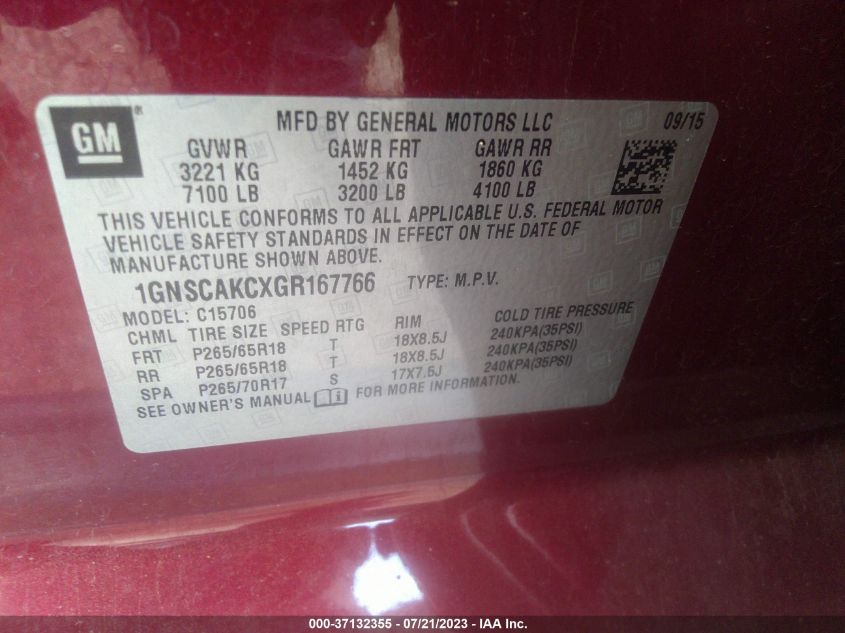 GM ® MFD BY GENERAL MOTORS LLC 09/15
GVWR GAWR FRT GAWR RR
3221 KG 1452 KG 1860 KG
7100 LB 3200 LB 4100 LB
THIS VEHICLE CONFORMS TO ALL APPLICABLE U.S. FEDERAL MOTOR
VEHICLE SAFETY STANDARDS IN EFFECT ON THE DATE OF
MANUFACTURE SHOWN ABOVE.
1GNSCAKCXGR167766 TYPE: M.P.V.
MODEL: C15706
CHML TIRE SIZE SPEED RTG RIM COLD TIRE PRESSURE
FRT P265/65R18 T 18X8.5J 240KPA(35PSI)
RR P265/65R18 T 18X8.5J 240KPA(35PSI)
SPA P265/70R17 S 17X7.5J 240KPA(35PSI)
SEE OWNER'S MANUAL FOR MORE INFORMATION.
000-37132355 - 07/21/2023 - IAA Inc.